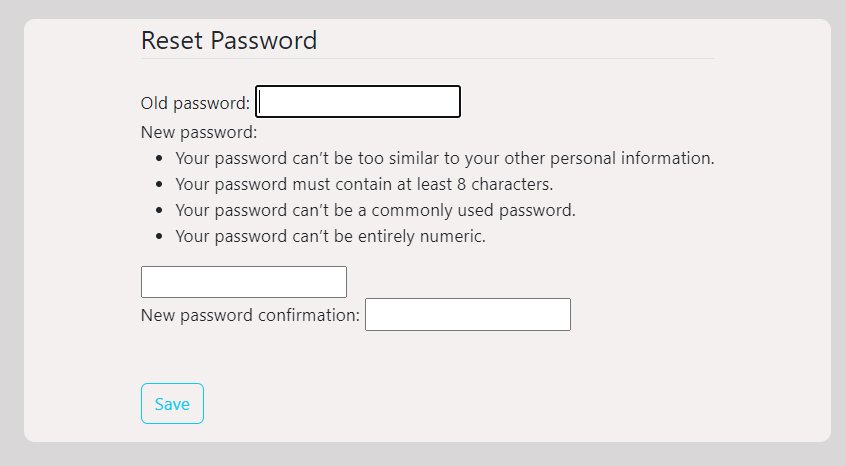 Reset Password
Old password:
New password:
Your password can’t be too similar to your other personal information.
Your password must contain at least 8 characters.
Your password can’t be a commonly used password.
Your password can’t be entirely numeric.
New password confirmation:
Save